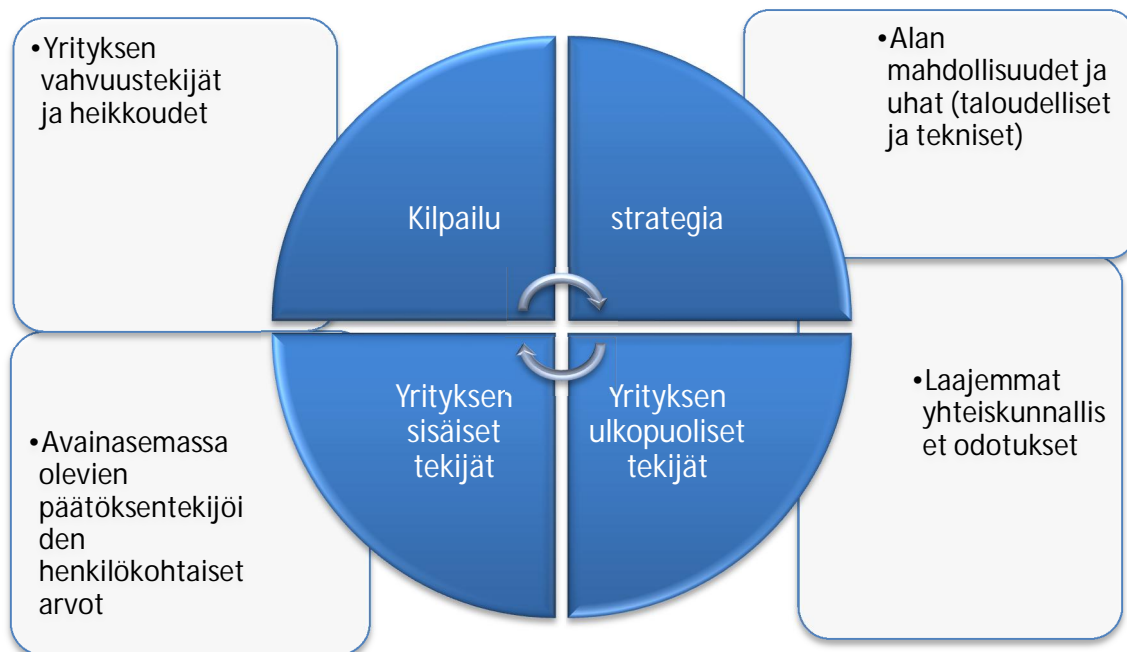 •Yrityksen
vahvuustekijät
ja heikkoudet
•Alan
mahdollisuudet ja
uhat (taloudelliset
ja tekniset)
Kilpailu
strategia
Yrityksen
sisäiset
tekijät
Yrityksen
ulkopuoliset
tekijät
•Avainasemassa
olevien
päätöksentekijöi
den
henkilökohtaiset
arvot
•Laajemmat
yhteiskunnallis
et odotukset